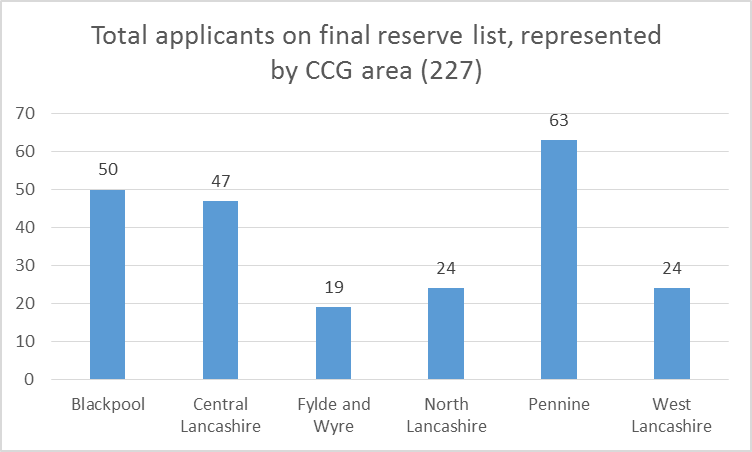 Total applicants on final reserve list, represented
by CCG area (227)
70
60
50
40
30
20
10
0
50
47
19
24
63
24
Blackpool
Central
Lancashire
Fylde and
Wyre
North
Lancashire
Pennine
West
Lancashire